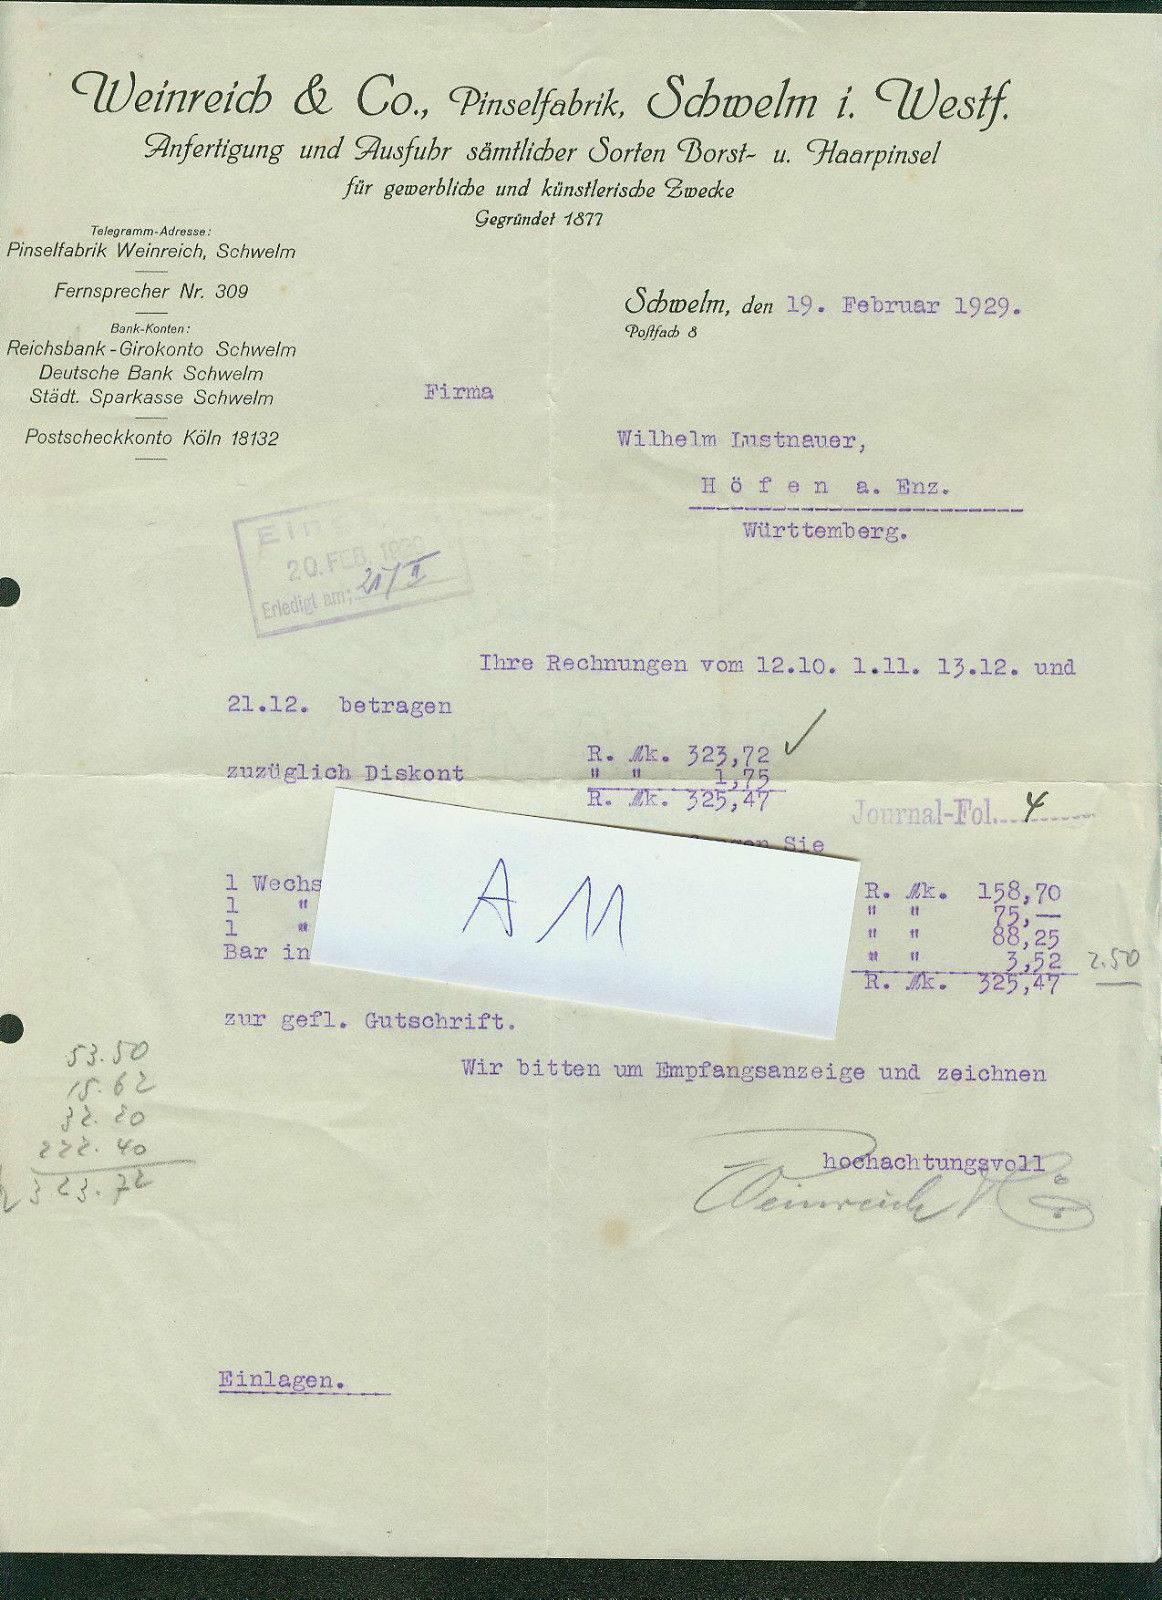 Weinreich & Co., Pinselfabrik, Schwelm i. Westf.
Anfertigung und Ausfuhr sämtlicher Sorten Borst- u. Haarpinsel
für gewerbliche und künstlerische Zwecke
Gegründet 1877
Telegramm-Adresse:
Pinselfabrik Weinreich, Schwelm
Fernsprecher Nr. 309
Bank-Konten:
Reichsbank-Girokonto Schwelm
Deutsche Bank Schwelm
Städt. Sparkasse Schwelm
Postscheckkonto Köln 18132
Schwelm, den 19. Februar 1929.
Postfach 8
Firma
Wilhelm Lustnauer,
Höfen a. Enz.
Württemberg.
Ein
20. FEB. 1929
Erledigt am: 21/II
Ihre Rechnungen vom 12.10. 1.11. 13.12. und
21.12. betragen
R. Mk. 323,72 ✓
zuzüglich Diskont " " 1,75
R. Mk. 325,47
Journal-Fol. 4
Sie
1 Wechs R. Mk. 158,70
1 " " " 75,—
1 " " " 88,25
Bar in " " 3,52 2.50
R. Mk. 325,47
A M
zur gefl. Gutschrift.
53.50
15.62
32.20
222.40
323.72
Wir bitten um Empfangsanzeige und zeichnen
hochachtungsvoll
Weinreich & Co
Einlagen.